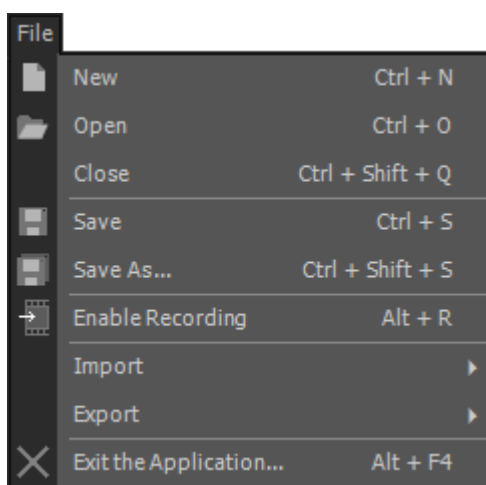 File
New Ctrl + N
Open Ctrl + O
Close Ctrl + Shift + Q
Save Ctrl + S
Save As... Ctrl + Shift + S
Enable Recording Alt + R
Import
Export
Exit the Application... Alt + F4